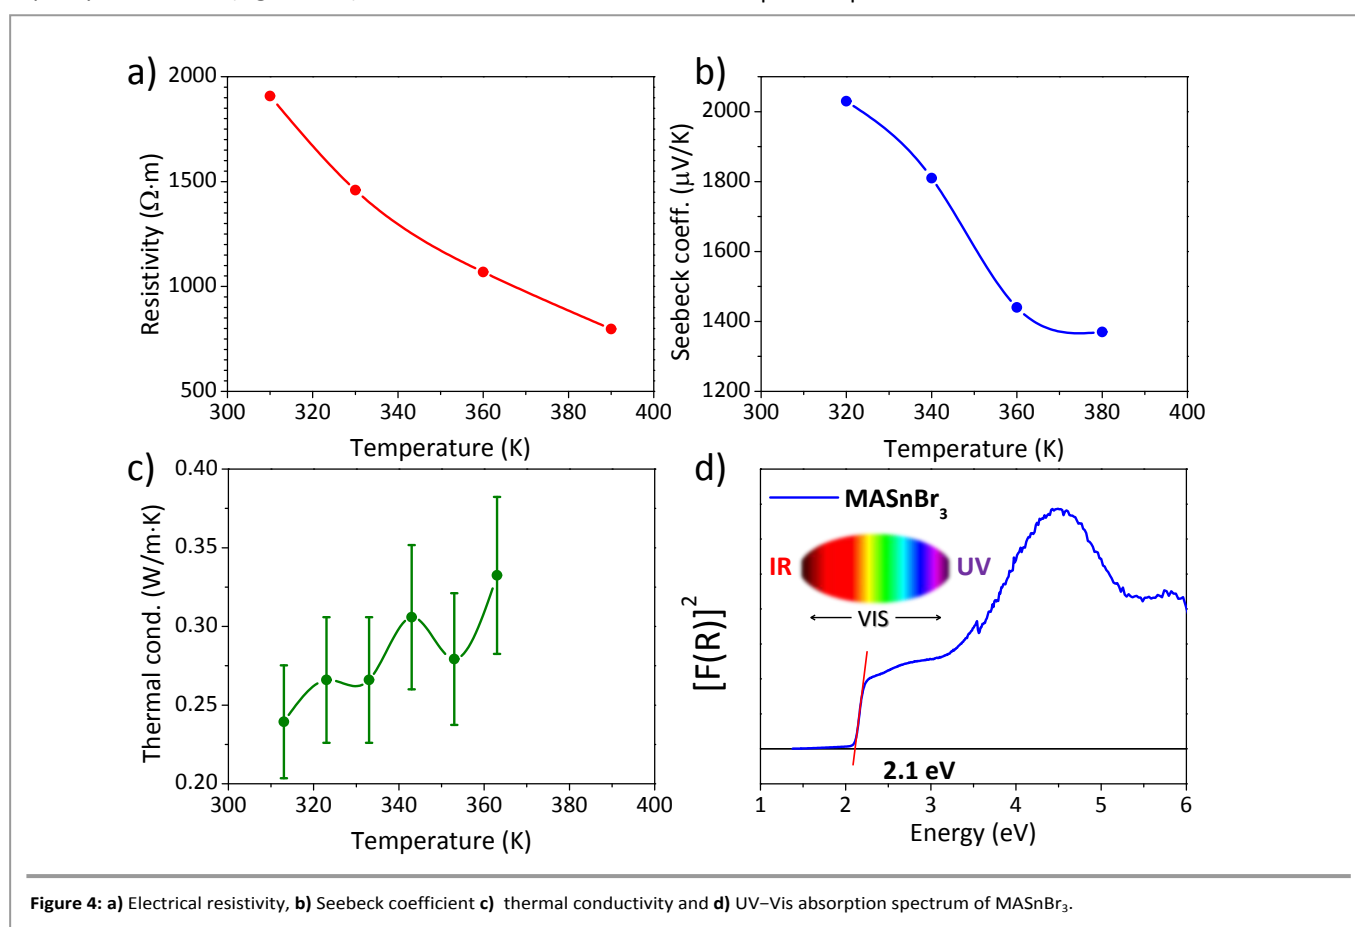 a)
2000
1500
1000
500
Resistivity (Ω·m)
300 320 340 360 380 400
Temperature (K)
b)
2000
1800
1600
1400
1200
Seebeck coeff. (μV/K)
300 320 340 360 380 400
Temperature (K)
c)
0.40
0.35
0.30
0.25
0.20
Thermal cond. (W/m·K)
300 320 340 360 380 400
Temperature (K)
d)
MASnBr₃
IR UV
VIS
[F(R)]²
2.1 eV
1 2 3 4 5 6
Energy (eV)
Figure 4: a) Electrical resistivity, b) Seebeck coefficient c) thermal conductivity and d) UV–Vis absorption spectrum of MASnBr₃.